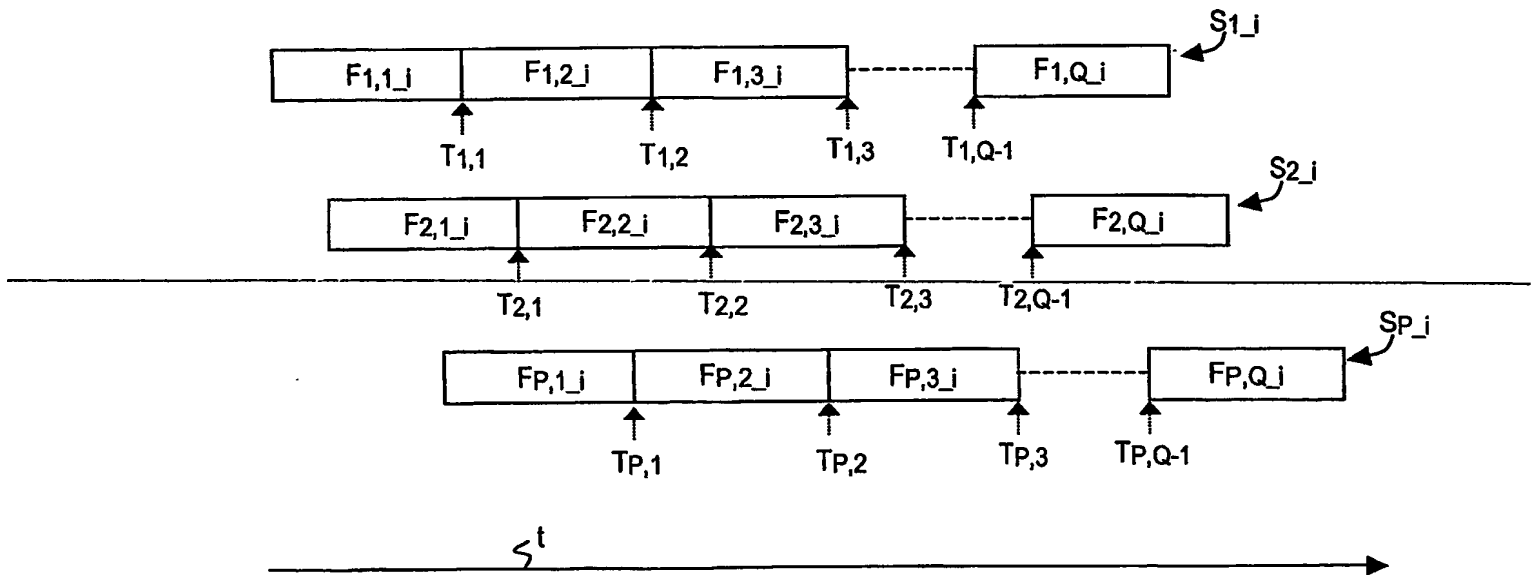 S1_i
F1,1_i F1,2_i F1,3_i F1,Q_i
T1,1 T1,2 T1,3 T1,Q-1
S2_i
F2,1_i F2,2_i F2,3_i F2,Q_i
T2,1 T2,2 T2,3 T2,Q-1
SP_i
FP,1_i FP,2_i FP,3_i FP,Q_i
TP,1 TP,2 TP,3 TP,Q-1
t